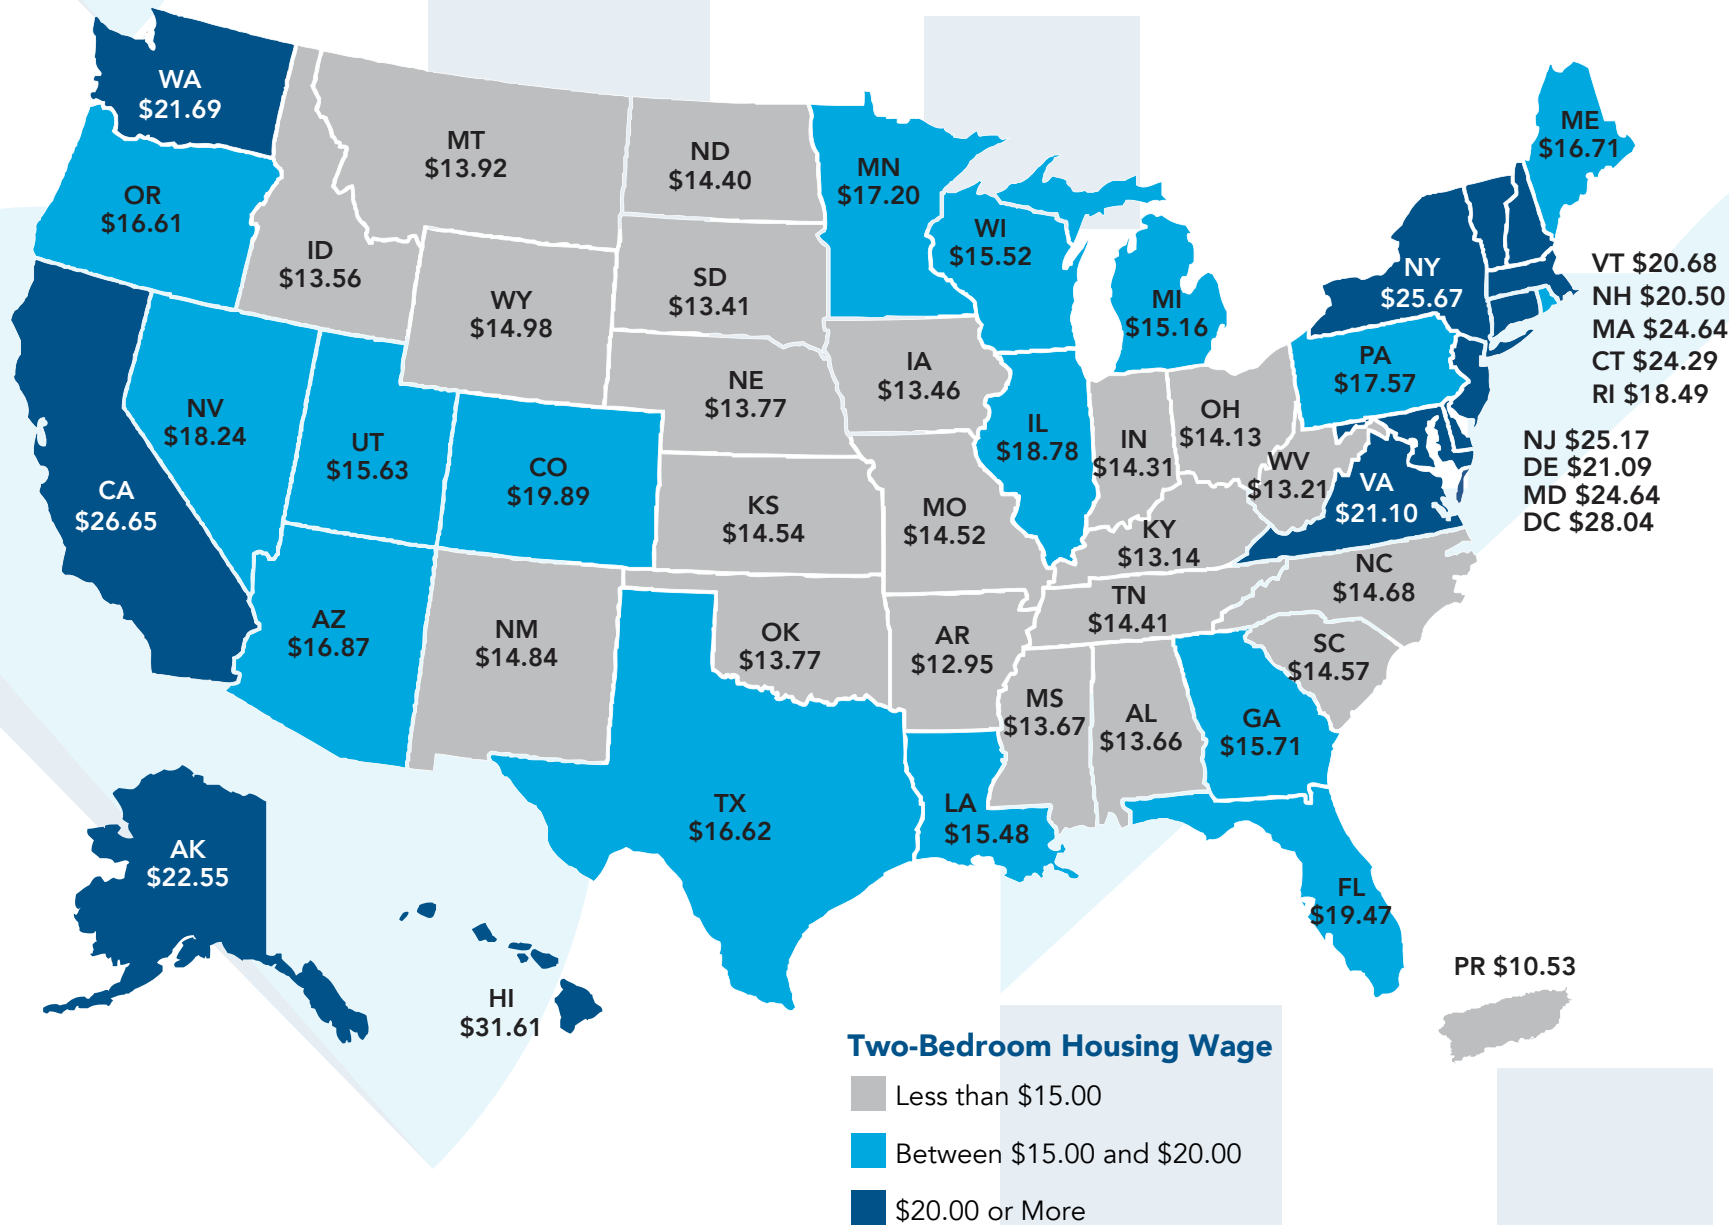 WA
$21.69
MT
$13.92
ND
$14.40
MN
$17.20
ME
$16.71
OR
$16.61
ID
$13.56
WY
$14.98
SD
$13.41
WI
$15.52
MI
$15.16
NY
$25.67
VT $20.68
NH $20.50
MA $24.64
CT $24.29
RI $18.49
NV
$18.24
UT
$15.63
CO
$19.89
NE
$13.77
IA
$13.46
IL
$18.78
IN
$14.31
OH
$14.13
PA
$17.57
NJ $25.17
DE $21.09
MD $24.64
DC $28.04
CA
$26.65
KS
$14.54
MO
$14.52
KY
$13.14
WV
$13.21
VA
$21.10
AZ
$16.87
NM
$14.84
OK
$13.77
AR
$12.95
TN
$14.41
NC
$14.68
SC
$14.57
MS
$13.67
AL
$13.66
GA
$15.71
TX
$16.62
LA
$15.48
FL
$19.47
AK
$22.55
HI
$31.61
PR $10.53
Two-Bedroom Housing Wage
Less than $15.00
Between $15.00 and $20.00
$20.00 or More